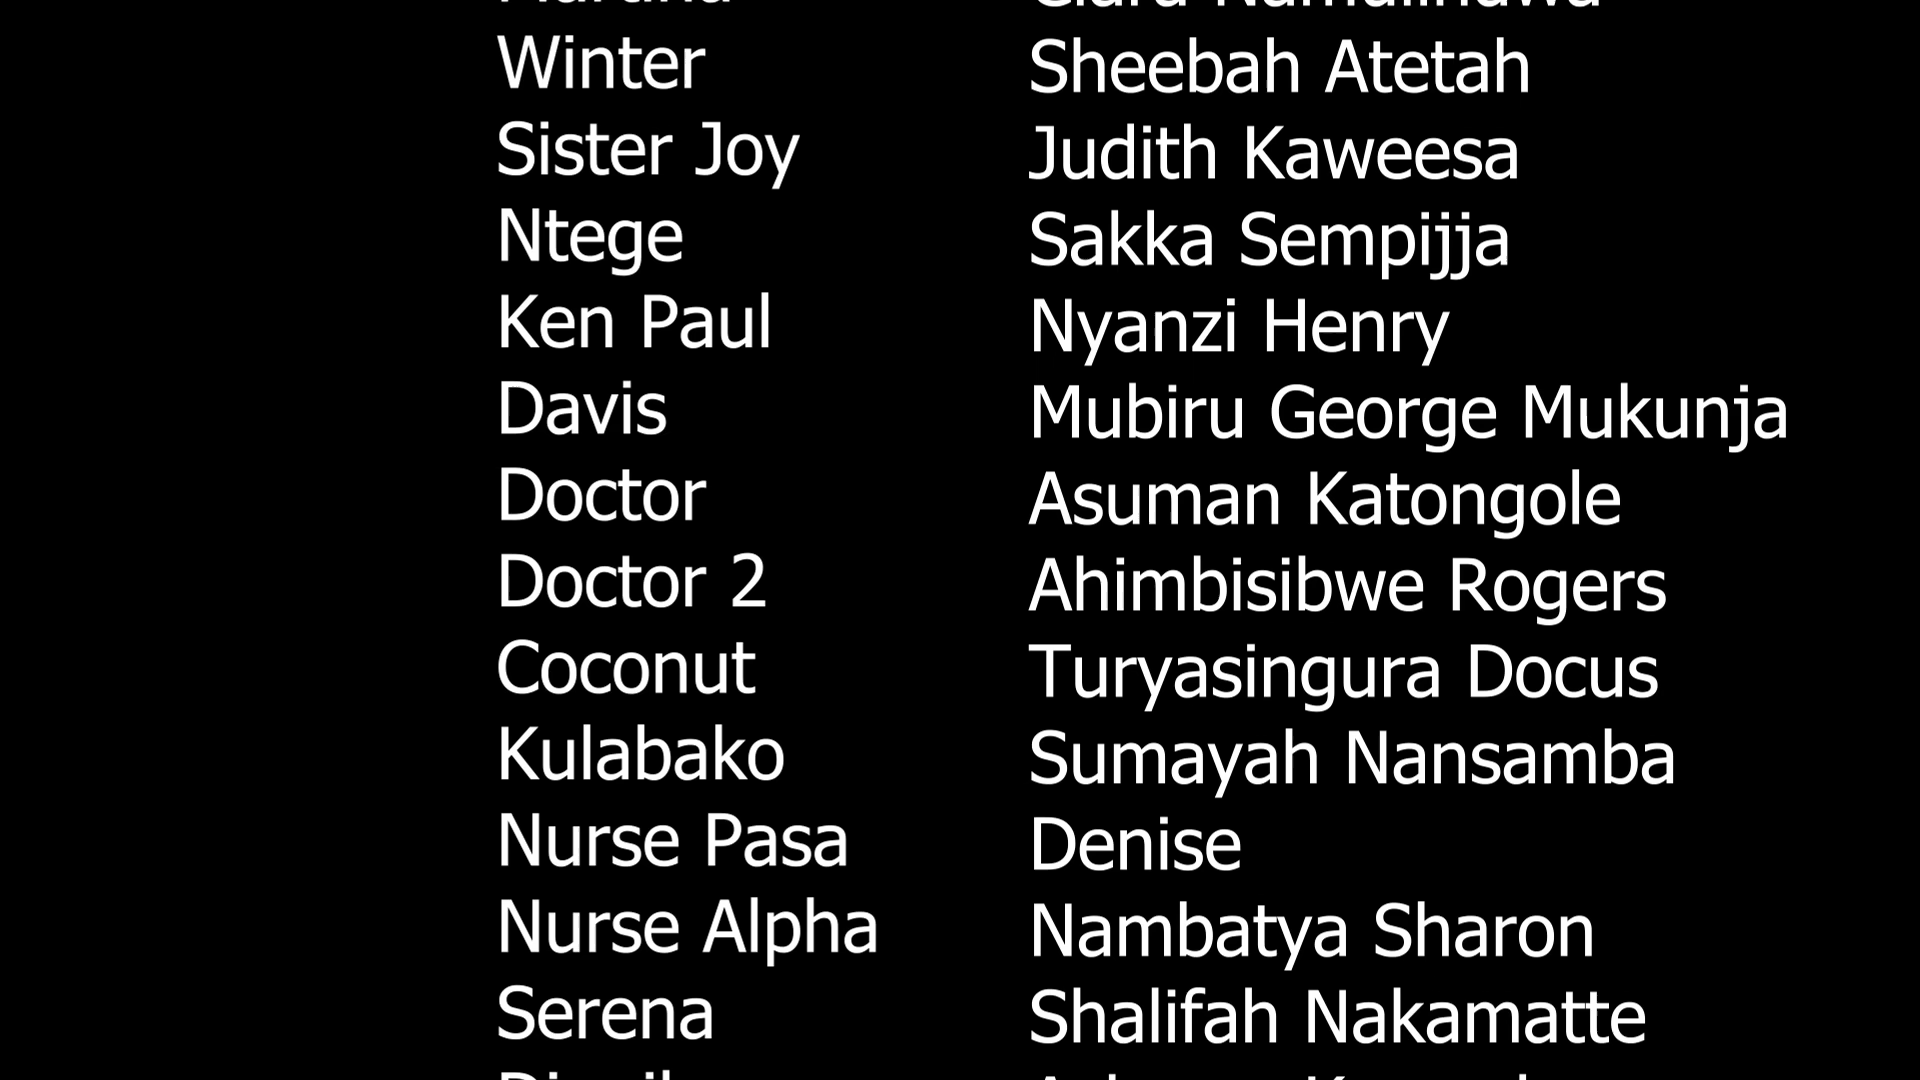 Winter Sheebah Atetah
Sister Joy Judith Kaweesa
Ntege Sakka Sempijja
Ken Paul Nyanzi Henry
Davis Mubiru George Mukunja
Doctor Asuman Katongole
Doctor 2 Ahimbisibwe Rogers
Coconut Turyasingura Docus
Kulabako Sumayah Nansamba
Nurse Pasa Denise
Nurse Alpha Nambatya Sharon
Serena Shalifah Nakamatte